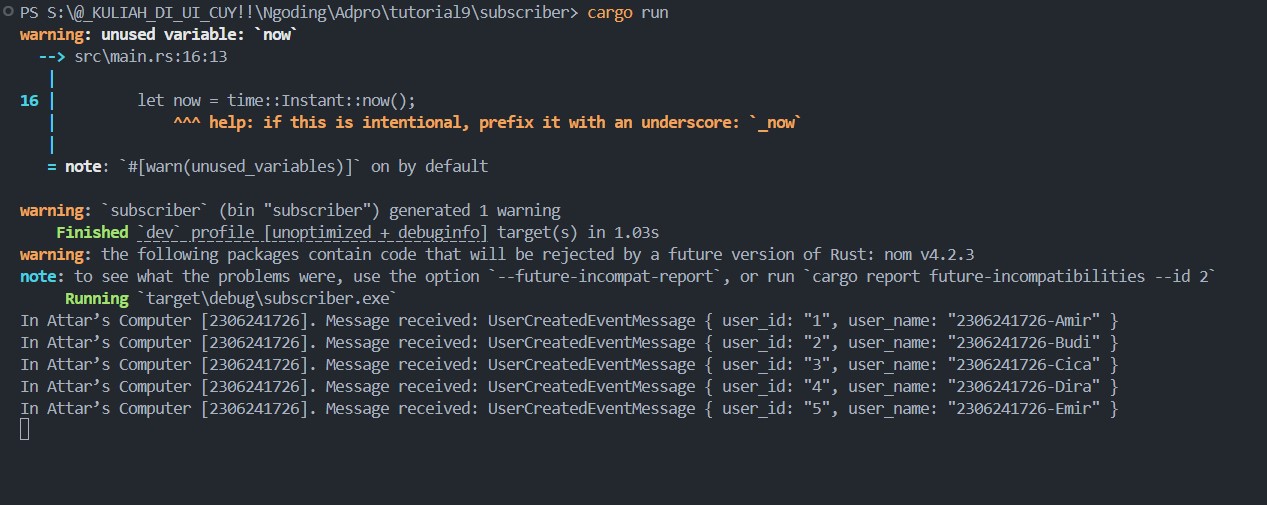 PS S:\@_KULIAH_DI_UI_CUY!!\Ngoding\Adpro\tutorial9\subscriber> cargo run
warning: unused variable: `now`
  --> src\main.rs:16:13
   |
16 |         let now = time::Instant::now();
   |             ^^^ help: if this is intentional, prefix it with an underscore: `_now`
   |
   = note: `#[warn(unused_variables)]` on by default

warning: `subscriber` (bin "subscriber") generated 1 warning
    Finished `dev` profile [unoptimized + debuginfo] target(s) in 1.03s
warning: the following packages contain code that will be rejected by a future version of Rust: nom v4.2.3
note: to see what the problems were, use the option `--future-incompat-report`, or run `cargo report future-incompatibilities --id 2`
     Running `target\debug\subscriber.exe`
In Attar’s Computer [2306241726]. Message received: UserCreatedEventMessage { user_id: "1", user_name: "2306241726-Amir" }
In Attar’s Computer [2306241726]. Message received: UserCreatedEventMessage { user_id: "2", user_name: "2306241726-Budi" }
In Attar’s Computer [2306241726]. Message received: UserCreatedEventMessage { user_id: "3", user_name: "2306241726-Cica" }
In Attar’s Computer [2306241726]. Message received: UserCreatedEventMessage { user_id: "4", user_name: "2306241726-Dira" }
In Attar’s Computer [2306241726]. Message received: UserCreatedEventMessage { user_id: "5", user_name: "2306241726-Emir" }